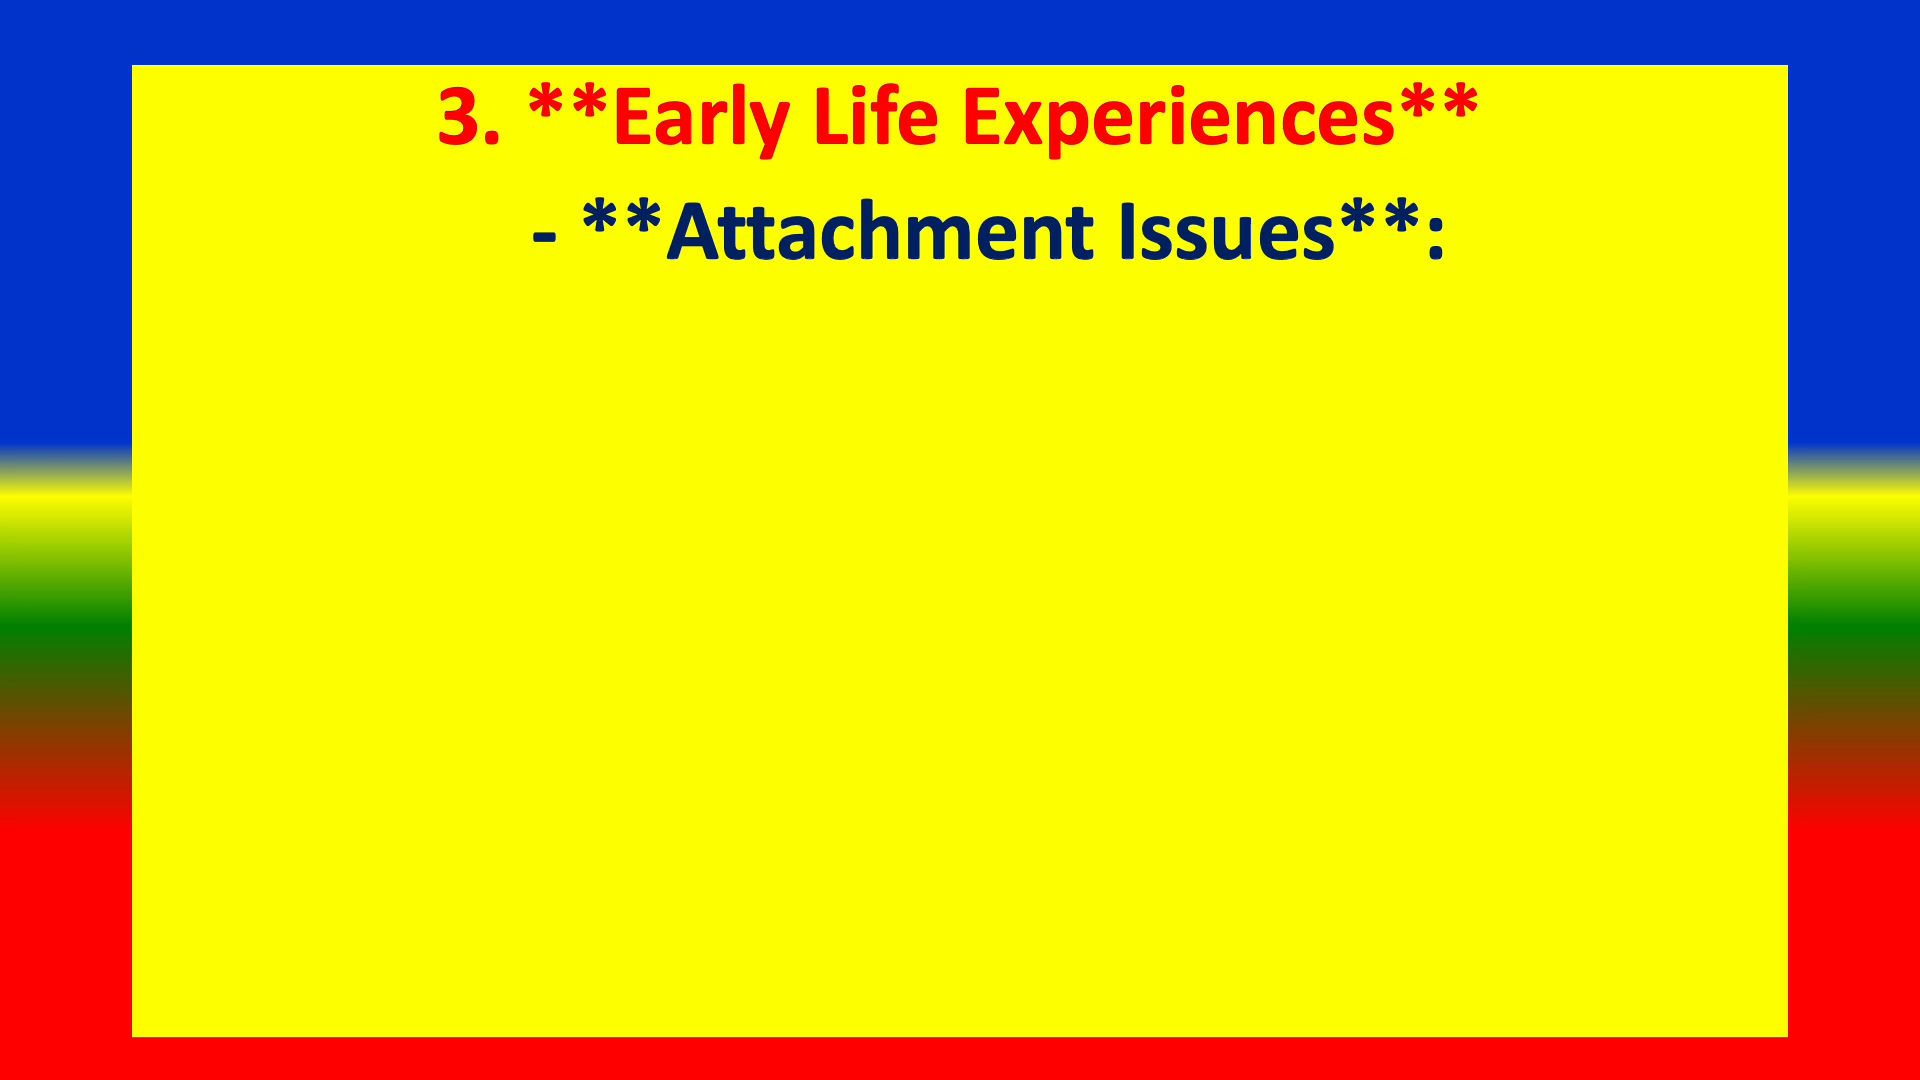 3. **Early Life Experiences**
- **Attachment Issues**: